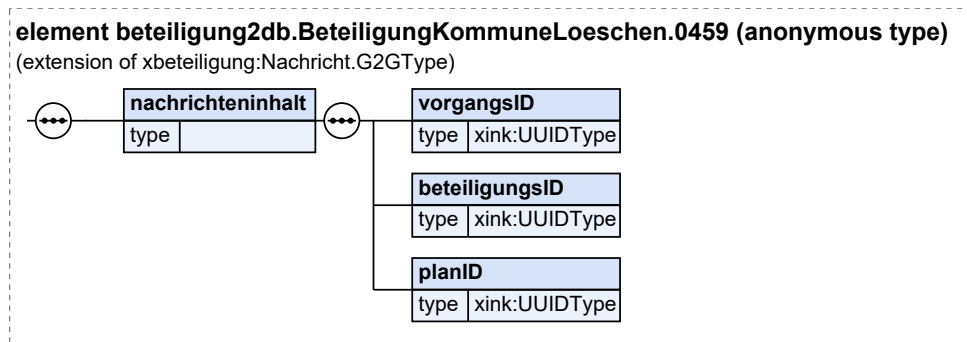 element beteiligung2db.BeteiligungKommuneLoeschen.0459 (anonymous type)
(extension of xbeteiligung:Nachricht.G2GType)
nachrichteninhalt
type
vorgangsID
type xink:UUIDType
beteiligungsID
type xink:UUIDType
planID
type xink:UUIDType